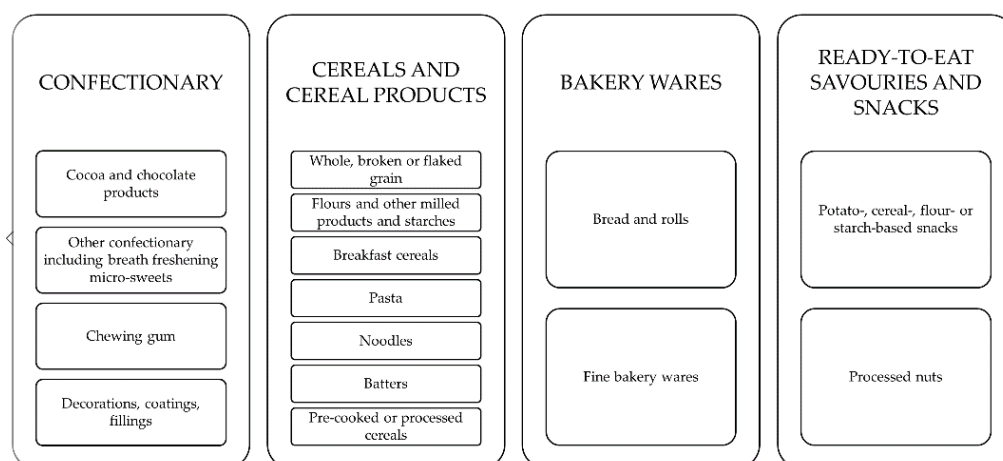 CONFECTIONARY
Cocoa and chocolate
products
Other confectionary
including breath freshening
micro-sweets
Chewing gum
Decorations, coatings,
fillings
CEREALS AND
CEREAL PRODUCTS
Whole, broken or flaked
grain
Flours and other milled
products and starches
Breakfast cereals
Pasta
Noodles
Batters
Pre-cooked or processed
cereals
BAKERY WARES
Bread and rolls
Fine bakery wares
READY-TO-EAT
SAVOURIES AND
SNACKS
Potato-, cereal-, flour- or
starch-based snacks
Processed nuts